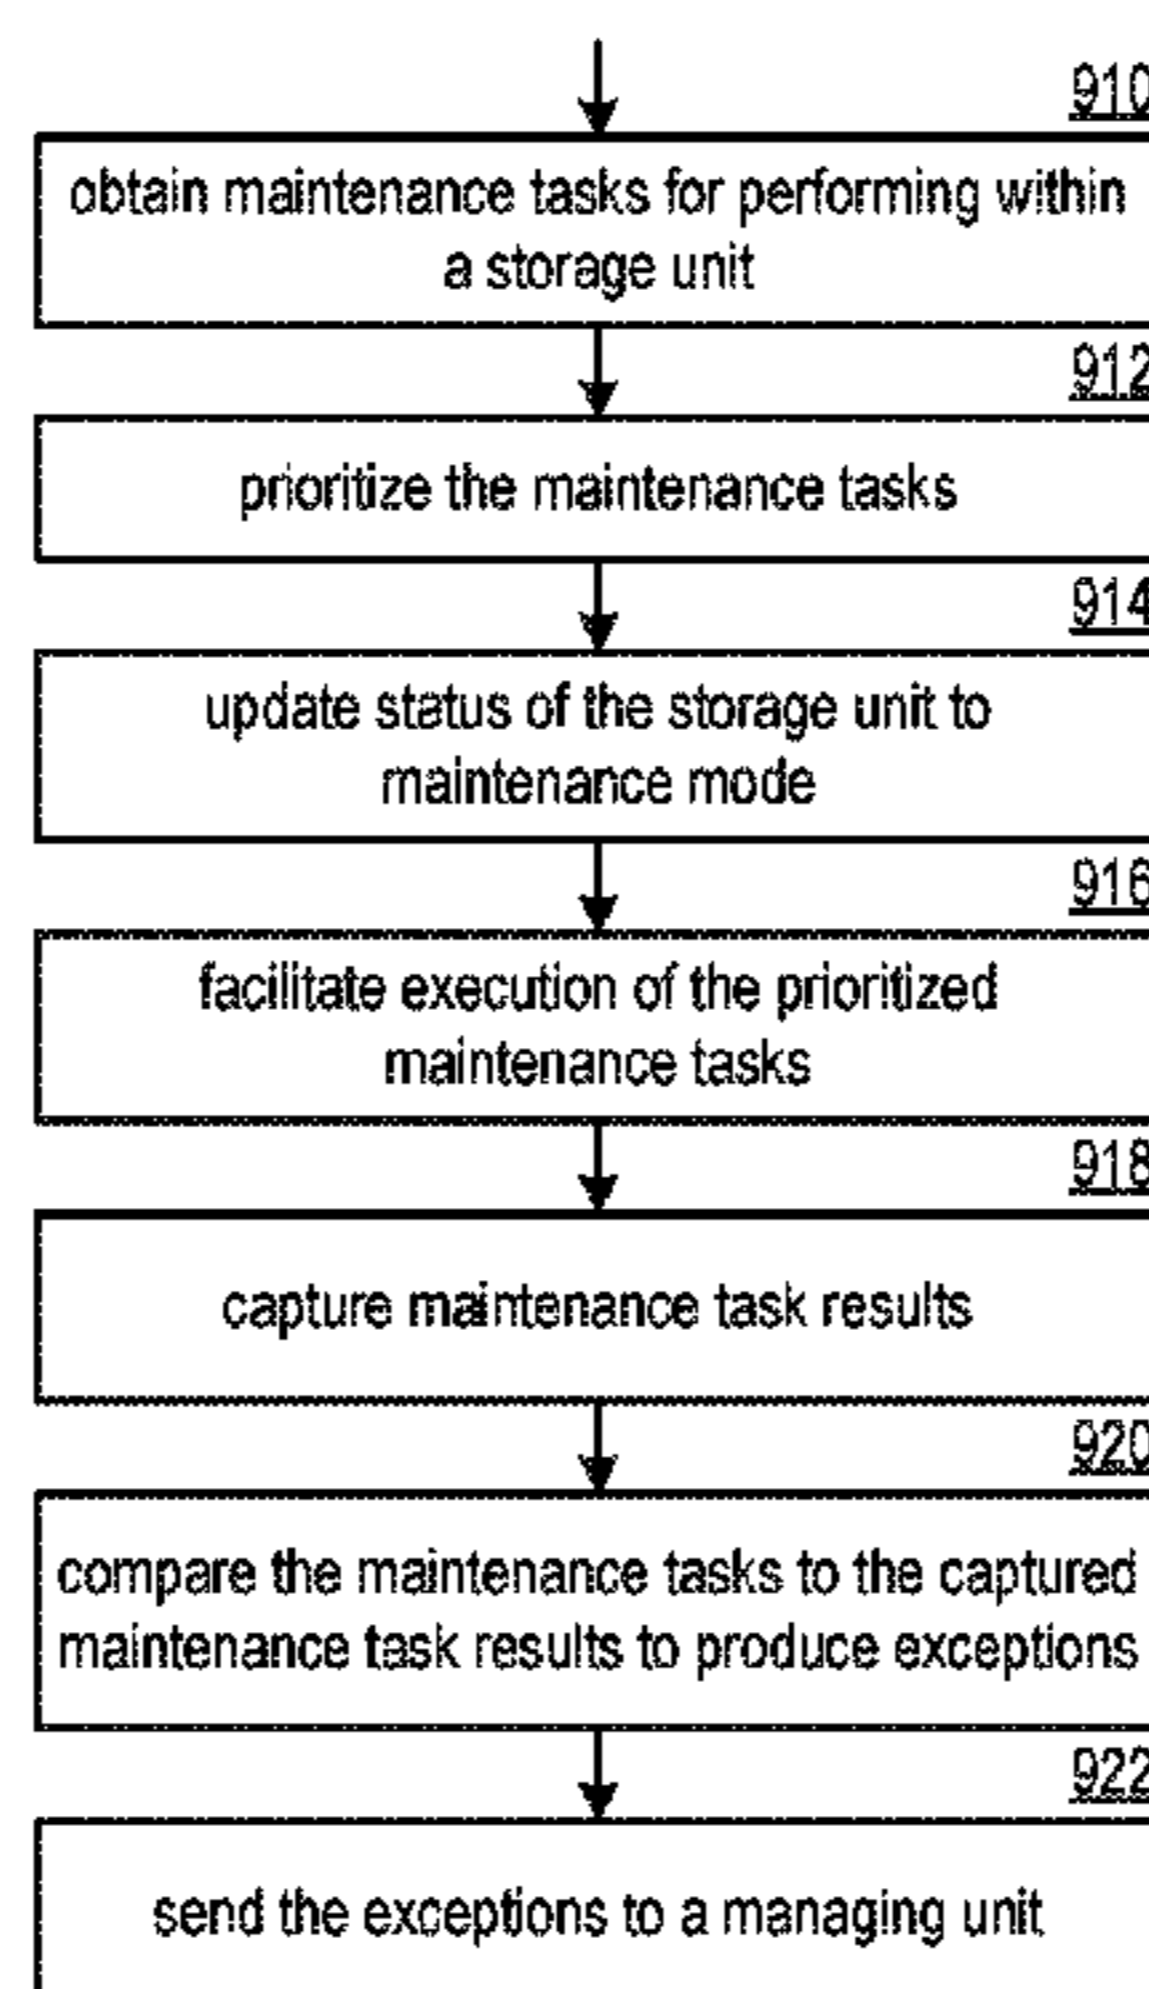 910
obtain maintenance tasks for performing within
a storage unit
912
prioritize the maintenance tasks
914
update status of the storage unit to
maintenance mode
916
facilitate execution of the prioritized
maintenance tasks
918
capture maintenance task results
920
compare the maintenance tasks to the captured
maintenance task results to produce exceptions
922
send the exceptions to a managing unit